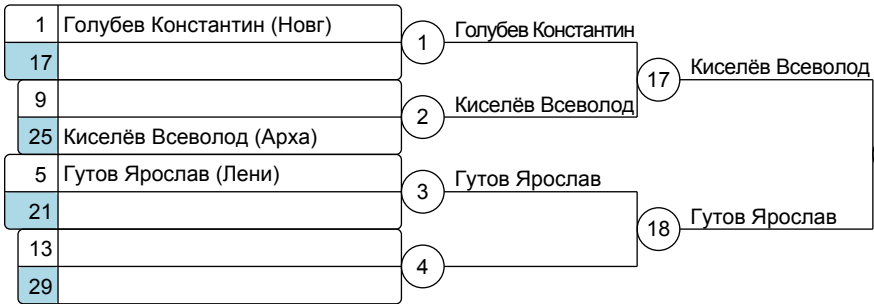 1 Голубев Константин (Новг)
17
9
25 Киселёв Всеволод (Арха)
5 Гутов Ярослав (Лени)
21
13
29
1 Голубев Константин
2 Киселёв Всеволод
3 Гутов Ярослав
4
17 Киселёв Всеволод
18 Гутов Ярослав